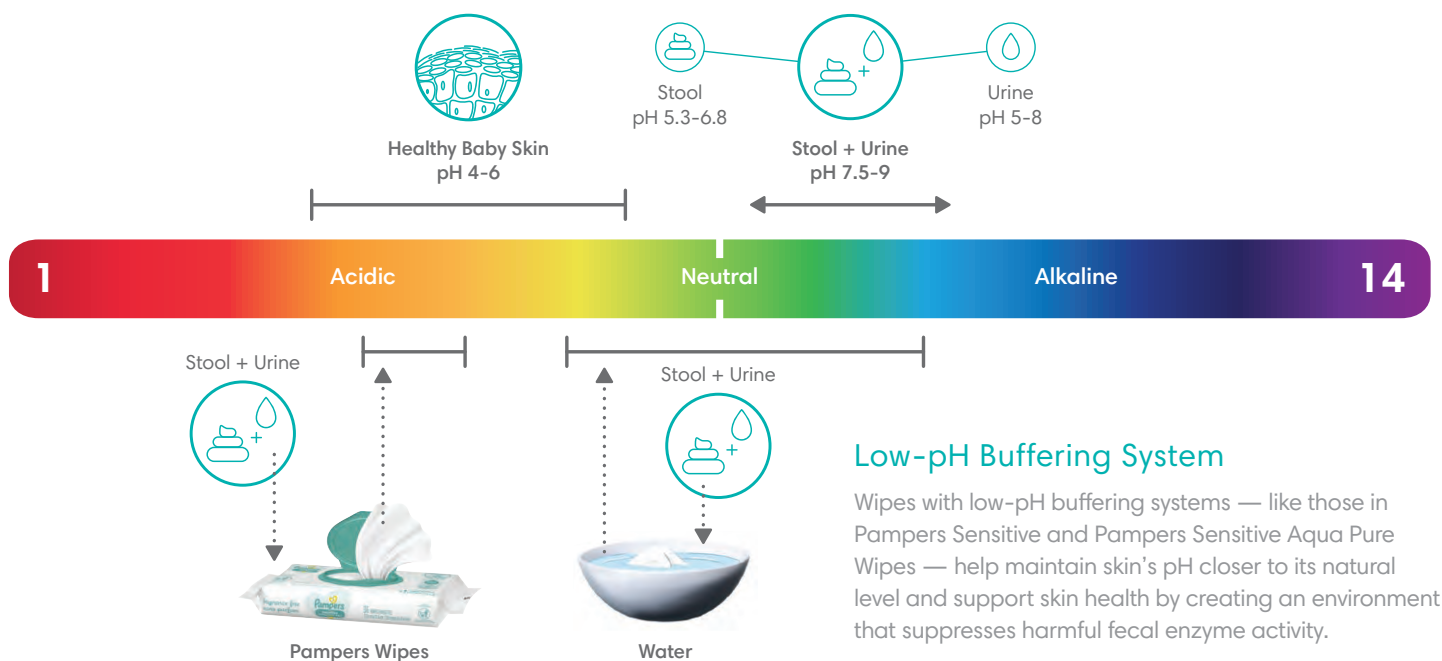 Stool
pH 5.3-6.8
Urine
pH 5-8
Healthy Baby Skin
pH 4-6
Stool + Urine
pH 7.5-9
1
Acidic
Neutral
Alkaline
14
Stool + Urine
Stool + Urine
Low-pH Buffering System
Wipes with low-pH buffering systems — like those in
Pampers Sensitive and Pampers Sensitive Aqua Pure
Wipes — help maintain skin’s pH closer to its natural
level and support skin health by creating an environment
that suppresses harmful fecal enzyme activity.
Pampers
Pampers Wipes
Water